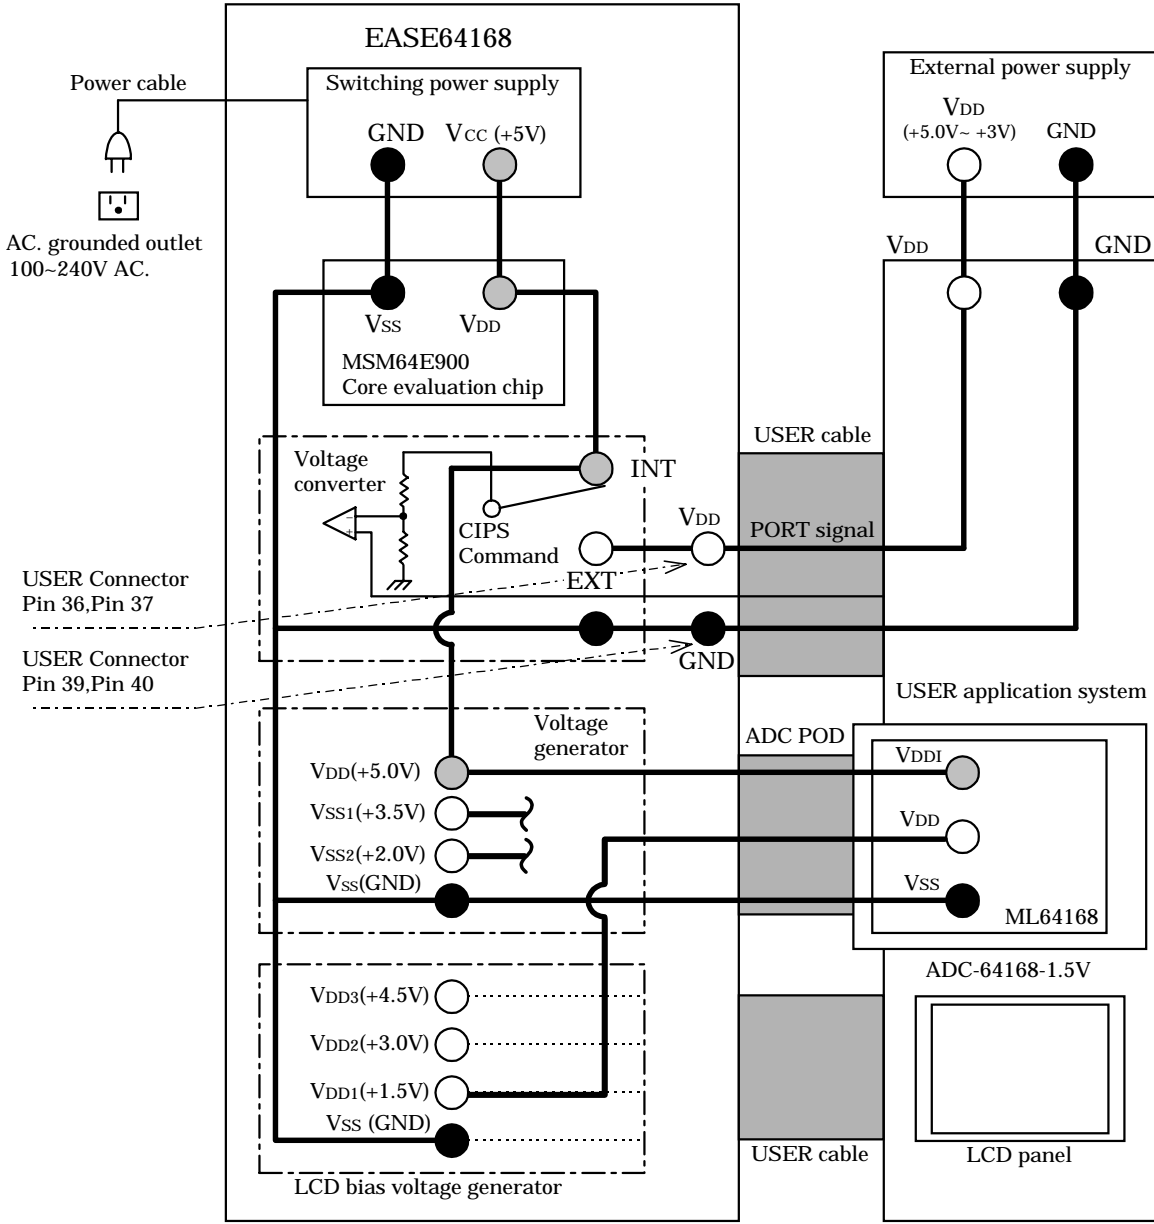 EASE64168
Power cable
Switching power supply
GND
VCC (+5V)
External power supply
VDD
(+5.0V~ +3V)
GND
AC. grounded outlet
100~240V AC.
VDD
GND
VSS
VDD
MSM64E900
Core evaluation chip
USER cable
Voltage
converter
INT
CIPS
Command
VDD
PORT signal
EXT
USER Connector
Pin 36,Pin 37
GND
USER Connector
Pin 39,Pin 40
USER application system
Voltage
generator
ADC POD
VDD(+5.0V)
VDDI
VSS1(+3.5V)
VDD
VSS2(+2.0V)
VSS(GND)
VSS
ML64168
ADC-64168-1.5V
VDD3(+4.5V)
VDD2(+3.0V)
VDD1(+1.5V)
VSS (GND)
USER cable
LCD panel
LCD bias voltage generator